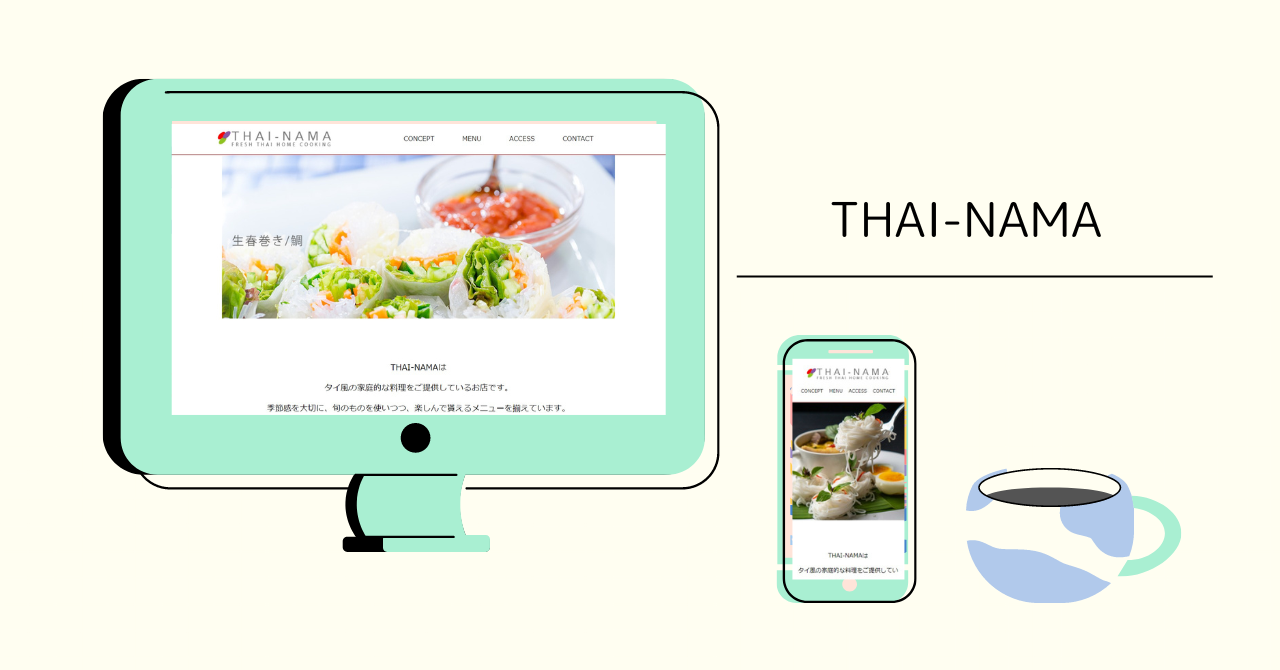 THAI-NAMA
FRESH THAI HOME COOKING
CONCEPT MENU ACCESS CONTACT
生春巻き/鯛
THAI-NAMAは
タイ風の家庭的な料理をご提供しているお店です。
季節感を大切に、旬のものを使いつつ、楽しんで貰えるメニューを揃えています。
THAI-NAMA
THAI-NAMA
FRESH THAI HOME COOKING
CONCEPT MENU ACCESS CONTACT
THAI-NAMAは
タイ風の家庭的な料理をご提供してい